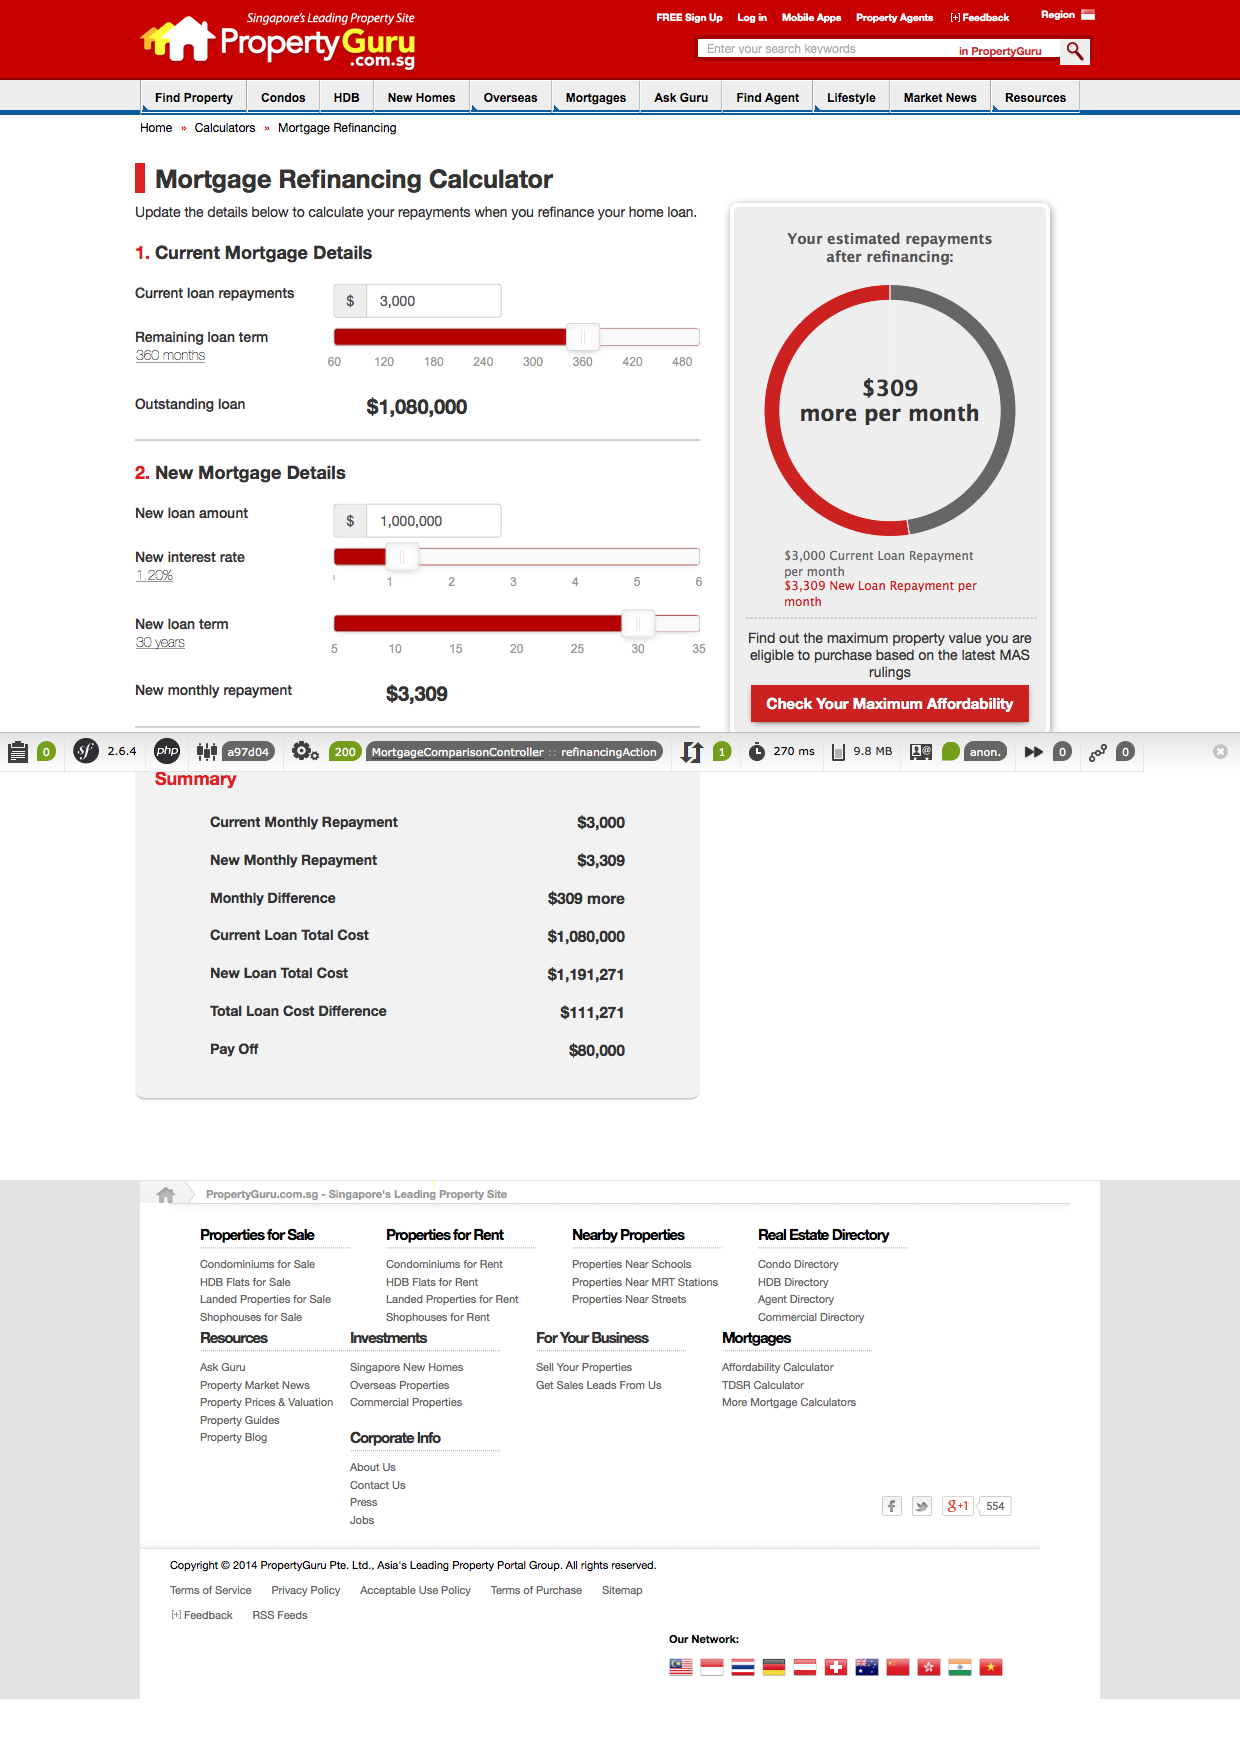 Singapore's Leading Property Site
PropertyGuru
.com.sg
FREE Sign Up Log in Mobile Apps Property Agents [+] Feedback Region
Enter your search keywords in PropertyGuru
Find Property Condos HDB New Homes Overseas Mortgages Ask Guru Find Agent Lifestyle Market News Resources
Home » Calculators » Mortgage Refinancing
Mortgage Refinancing Calculator
Update the details below to calculate your repayments when you refinance your home loan.
1. Current Mortgage Details
Current loan repayments $ 3,000
Remaining loan term
360 months
60 120 180 240 300 360 420 480
Outstanding loan $1,080,000
2. New Mortgage Details
New loan amount $ 1,000,000
New interest rate
1.20%
1 2 3 4 5 6
New loan term
30 years
5 10 15 20 25 30 35
New monthly repayment $3,309
Your estimated repayments
after refinancing:
$309
more per month
$3,000 Current Loan Repayment
per month
$3,309 New Loan Repayment per
month
Find out the maximum property value you are
eligible to purchase based on the latest MAS
rulings
Check Your Maximum Affordability
0 sf 2.6.4 php a97d04 200 MortgageComparisonController :: refinancingAction 1 270 ms 9.8 MB anon. 0 0
Summary
Current Monthly Repayment $3,000
New Monthly Repayment $3,309
Monthly Difference $309 more
Current Loan Total Cost $1,080,000
New Loan Total Cost $1,191,271
Total Loan Cost Difference $111,271
Pay Off $80,000
PropertyGuru.com.sg - Singapore's Leading Property Site
Properties for Sale
Condominiums for Sale
HDB Flats for Sale
Landed Properties for Sale
Shophouses for Sale
Properties for Rent
Condominiums for Rent
HDB Flats for Rent
Landed Properties for Rent
Shophouses for Rent
Nearby Properties
Properties Near Schools
Properties Near MRT Stations
Properties Near Streets
Real Estate Directory
Condo Directory
HDB Directory
Agent Directory
Commercial Directory
Resources
Ask Guru
Property Market News
Property Prices & Valuation
Property Guides
Property Blog
Investments
Singapore New Homes
Overseas Properties
Commercial Properties
For Your Business
Sell Your Properties
Get Sales Leads From Us
Mortgages
Affordability Calculator
TDSR Calculator
More Mortgage Calculators
Corporate Info
About Us
Contact Us
Press
Jobs
f g+1 554
Copyright © 2014 PropertyGuru Pte. Ltd., Asia's Leading Property Portal Group. All rights reserved.
Terms of Service Privacy Policy Acceptable Use Policy Terms of Purchase Sitemap
[+] Feedback RSS Feeds
Our Network: